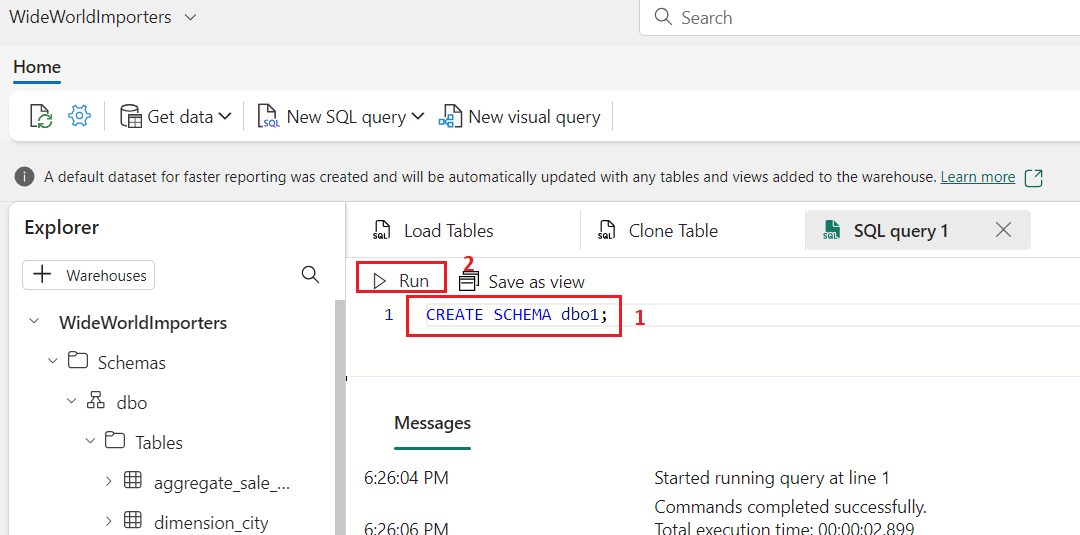 WideWorldImporters
Search
Home
Get data
New SQL query
New visual query
A default dataset for faster reporting was created and will be automatically updated with any tables and views added to the warehouse. Learn more
Explorer
Load Tables
Clone Table
SQL query 1
Warehouses
Run
2
Save as view
1 CREATE SCHEMA dbo1;
1
WideWorldImporters
Schemas
dbo
Tables
aggregate_sale_...
dimension_city
Messages
6:26:04 PM Started running query at line 1
Commands completed successfully.
6:26:06 PM Total execution time: 00:00:02.899